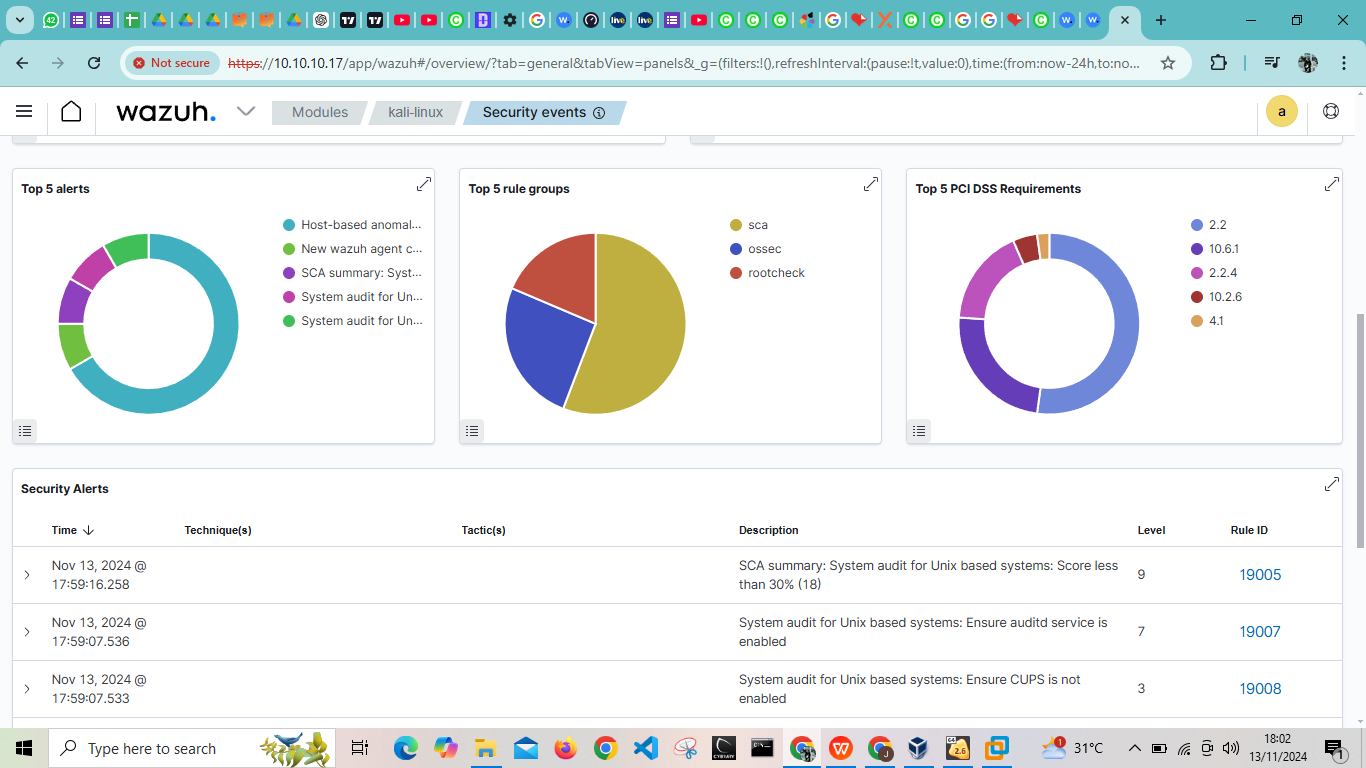 42
Not secure
https://10.10.10.17/app/wazuh#/overview/?tab=general&tabView=panels&_g=(filters:!(),refreshInterval:(pause:!t,value:0),time:(from:now-24h,to:no...
wazuh.
Modules
kali-linux
Security events
a
Top 5 alerts
Host-based anomal...
New wazuh agent c...
SCA summary: Syst...
System audit for Un...
System audit for Un...
Top 5 rule groups
sca
ossec
rootcheck
Top 5 PCI DSS Requirements
2.2
10.6.1
2.2.4
10.2.6
4.1
Security Alerts
Time Technique(s) Tactic(s) Description Level Rule ID
Nov 13, 2024 @ SCA summary: System audit for Unix based systems: Score less
17:59:16.258 than 30% (18) 9 19005
Nov 13, 2024 @ System audit for Unix based systems: Ensure auditd service is
17:59:07.536 enabled 7 19007
Nov 13, 2024 @ System audit for Unix based systems: Ensure CUPS is not
17:59:07.533 enabled 3 19008
Type here to search
31°C
18:02
13/11/2024